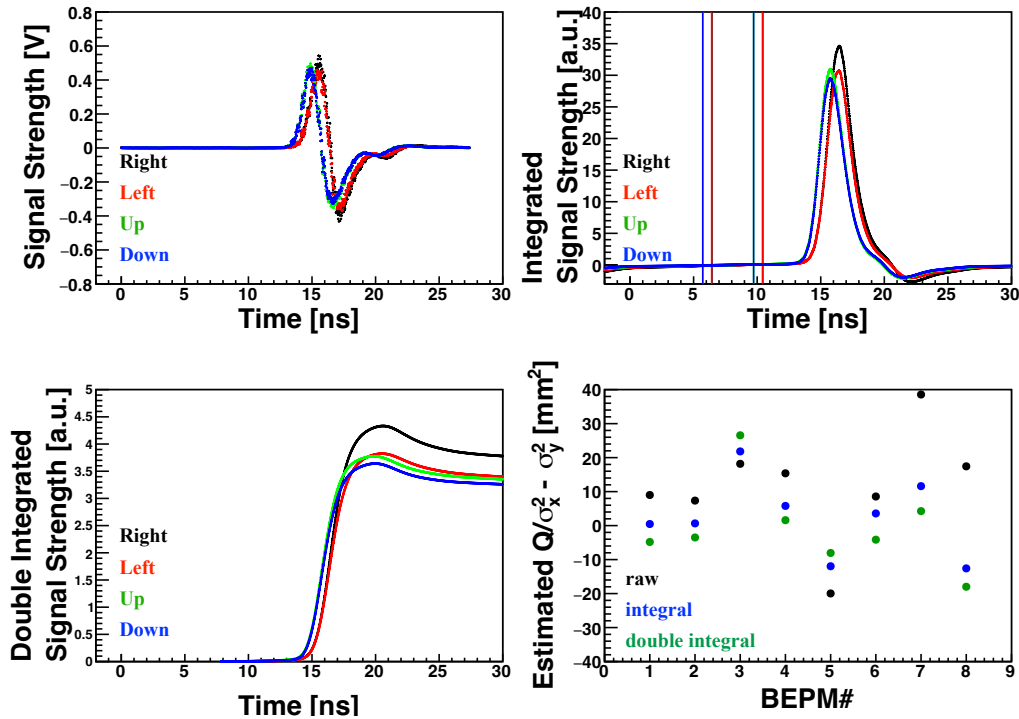 Signal Strength [V]
0.8
0.6
0.4
0.2
0
−0.2
−0.4
−0.6
−0.8
Right
Left
Up
Down
0 5 10 15 20 25 30
Time [ns]
Integrated
Signal Strength [a.u.]
40
35
30
25
20
15
10
5
0
Right
Left
Up
Down
0 5 10 15 20 25 30
Time [ns]
Double Integrated
Signal Strength [a.u.]
5
4.5
4
3.5
3
2.5
2
1.5
1
0.5
0
Right
Left
Up
Down
0 5 10 15 20 25 30
Time [ns]
Estimated Q/σx² - σy² [mm²]
40
30
20
10
0
−10
−20
−30
−40
raw
integral
double integral
0 1 2 3 4 5 6 7 8 9
BEPM#